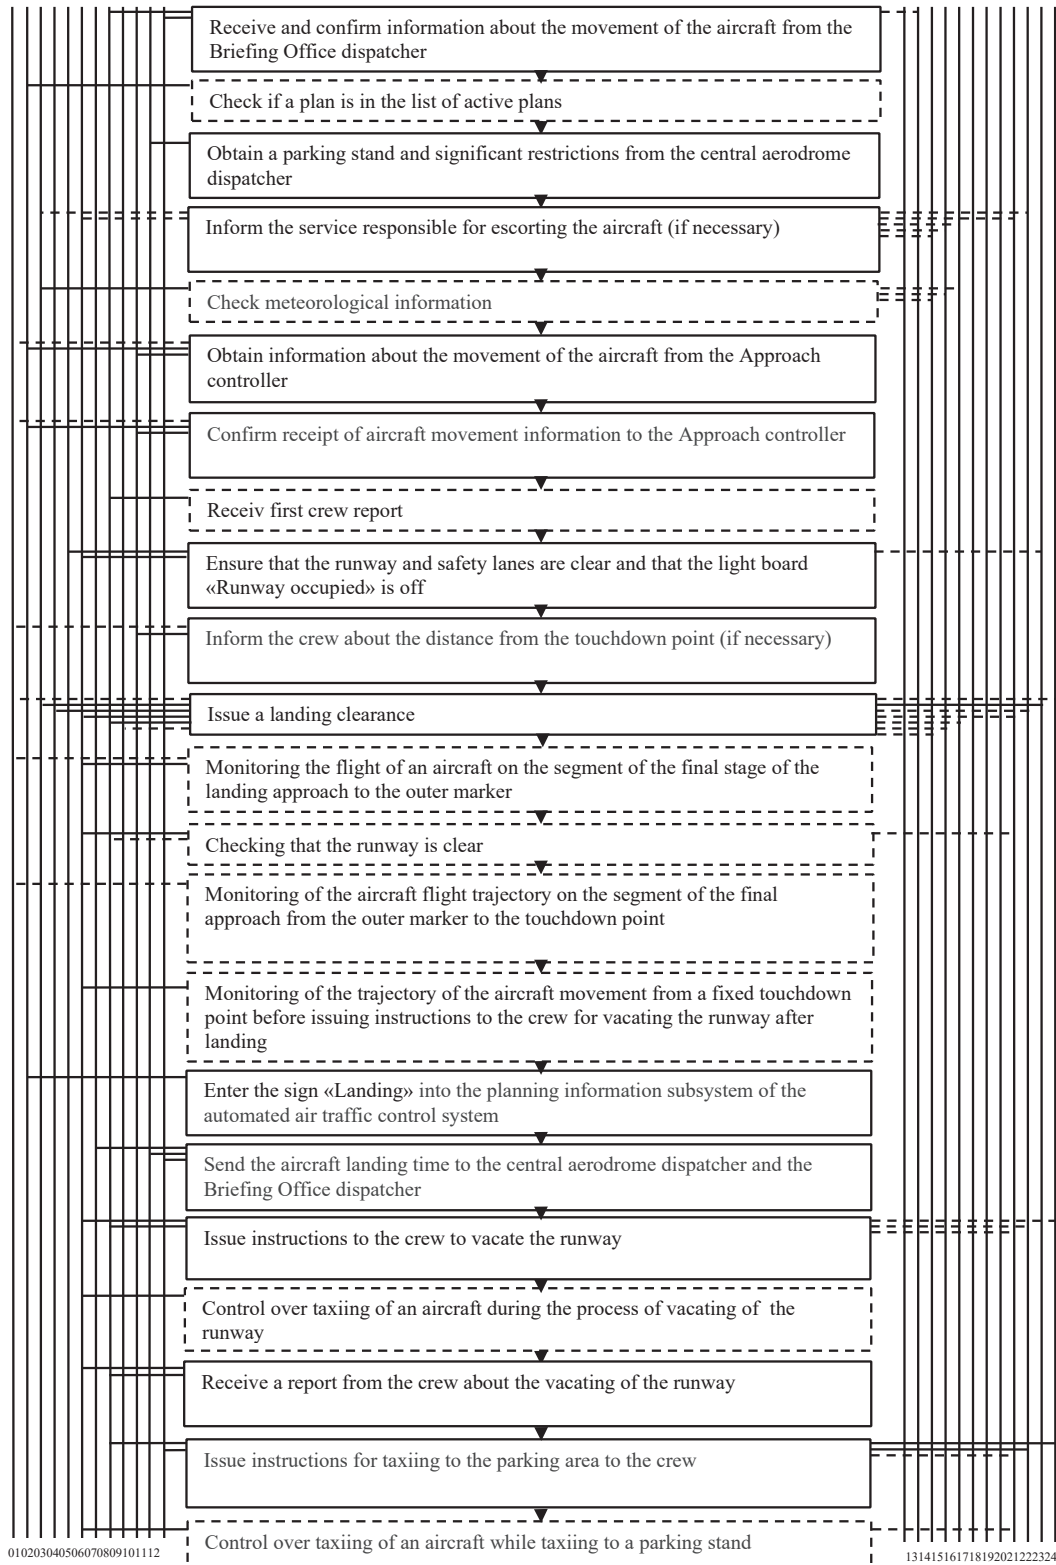 Receive and confirm information about the movement of the aircraft from the
Briefing Office dispatcher
Check if a plan is in the list of active plans
Obtain a parking stand and significant restrictions from the central aerodrome
dispatcher
Inform the service responsible for escorting the aircraft (if necessary)
Check meteorological information
Obtain information about the movement of the aircraft from the Approach
controller
Confirm receipt of aircraft movement information to the Approach controller
Receiv first crew report
Ensure that the runway and safety lanes are clear and that the light board
«Runway occupied» is off
Inform the crew about the distance from the touchdown point (if necessary)
Issue a landing clearance
Monitoring the flight of an aircraft on the segment of the final stage of the
landing approach to the outer marker
Checking that the runway is clear
Monitoring of the aircraft flight trajectory on the segment of the final
approach from the outer marker to the touchdown point
Monitoring of the trajectory of the aircraft movement from a fixed touchdown
point before issuing instructions to the crew for vacating the runway after
landing
Enter the sign «Landing» into the planning information subsystem of the
automated air traffic control system
Send the aircraft landing time to the central aerodrome dispatcher and the
Briefing Office dispatcher
Issue instructions to the crew to vacate the runway
Control over taxiing of an aircraft during the process of vacating of the
runway
Receive a report from the crew about the vacating of the runway
Issue instructions for taxiing to the parking area to the crew
Control over taxiing of an aircraft while taxiing to a parking stand
010203040506070809101112
131415161718192021222324